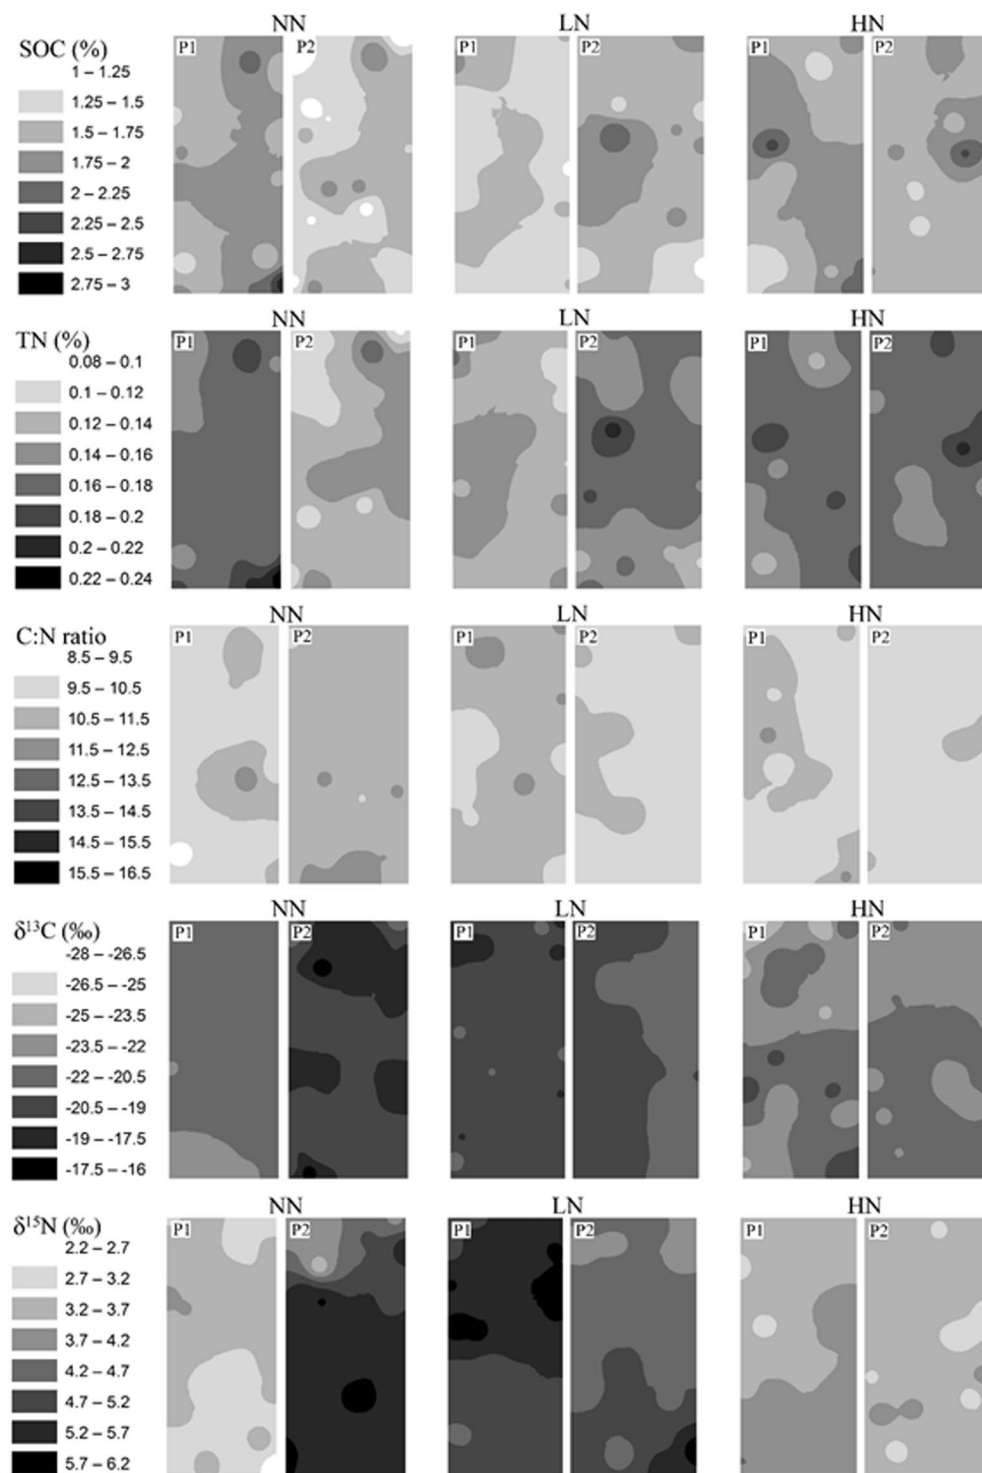 NN LN HN
SOC (%) P1 P2 P1 P2 P1 P2
1 – 1.25
1.25 – 1.5
1.5 – 1.75
1.75 – 2
2 – 2.25
2.25 – 2.5
2.5 – 2.75
2.75 – 3
NN LN HN
TN (%) P1 P2 P1 P2 P1 P2
0.08 – 0.1
0.1 – 0.12
0.12 – 0.14
0.14 – 0.16
0.16 – 0.18
0.18 – 0.2
0.2 – 0.22
0.22 – 0.24
NN LN HN
C:N ratio P1 P2 P1 P2 P1 P2
8.5 – 9.5
9.5 – 10.5
10.5 – 11.5
11.5 – 12.5
12.5 – 13.5
13.5 – 14.5
14.5 – 15.5
15.5 – 16.5
NN LN HN
δ¹³C (‰) P1 P2 P1 P2 P1 P2
-28 – -26.5
-26.5 – -25
-25 – -23.5
-23.5 – -22
-22 – -20.5
-20.5 – -19
-19 – -17.5
-17.5 – -16
NN LN HN
δ¹⁵N (‰) P1 P2 P1 P2 P1 P2
2.2 – 2.7
2.7 – 3.2
3.2 – 3.7
3.7 – 4.2
4.2 – 4.7
4.7 – 5.2
5.2 – 5.7
5.7 – 6.2